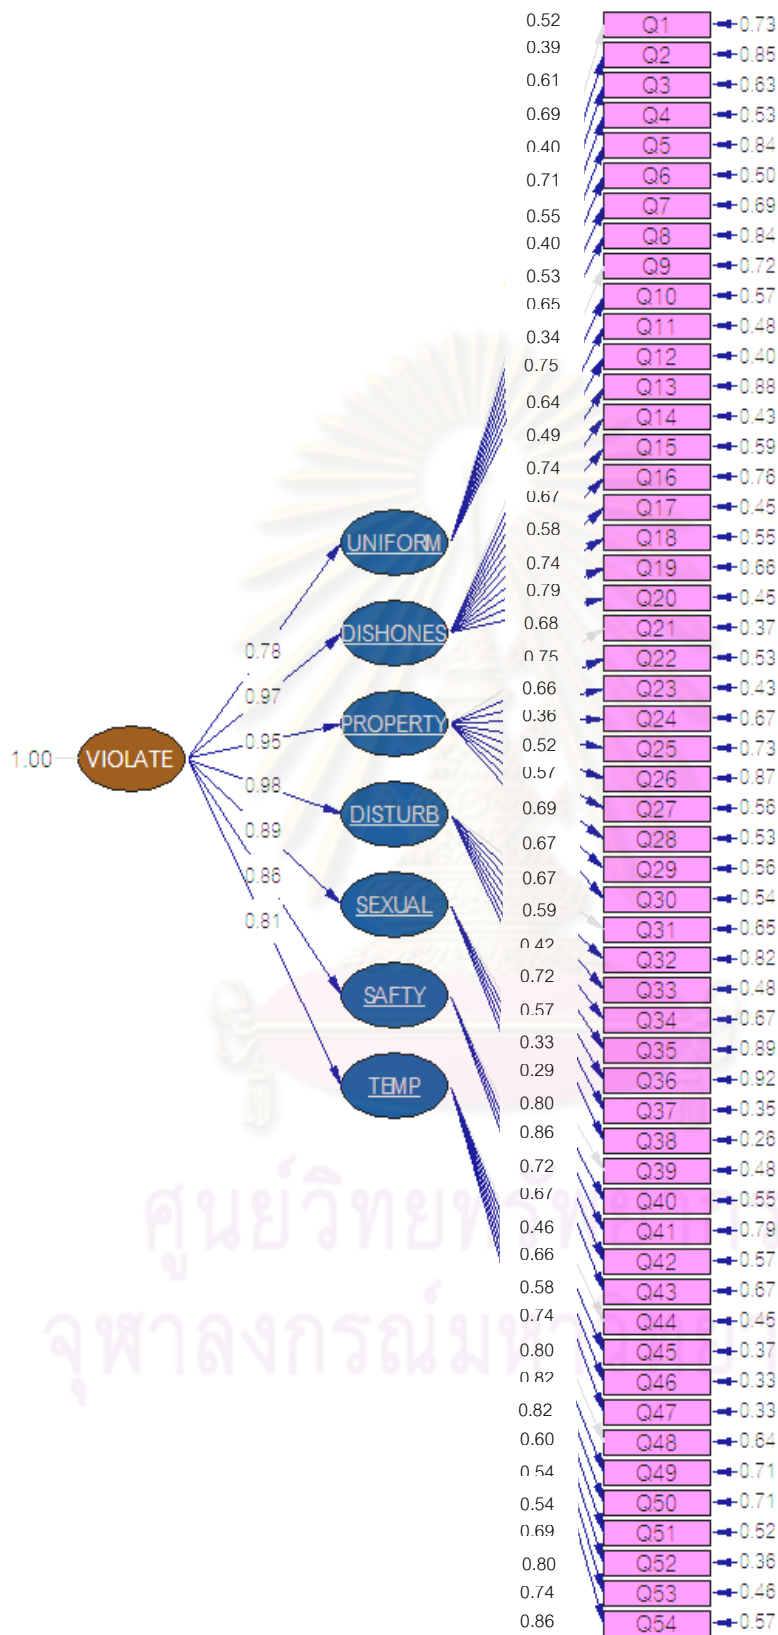 1.00
VIOLATE
0.78
0.97
0.95
0.98
0.89
0.86
0.81
UNIFORM
DISHONES
PROPERTY
DISTURB
SEXUAL
SAFTY
TEMP
0.52
0.39
0.61
0.69
0.40
0.71
0.55
0.40
0.53
0.65
0.34
0.75
0.64
0.49
0.74
0.67
0.58
0.74
0.79
0.68
0.75
0.66
0.36
0.52
0.57
0.69
0.67
0.67
0.59
0.42
0.72
0.57
0.33
0.29
0.80
0.86
0.72
0.67
0.46
0.66
0.58
0.74
0.80
0.82
0.82
0.60
0.54
0.54
0.69
0.80
0.74
0.86
Q1 0.73
Q2 0.85
Q3 0.63
Q4 0.53
Q5 0.84
Q6 0.50
Q7 0.69
Q8 0.84
Q9 0.72
Q10 0.57
Q11 0.48
Q12 0.40
Q13 0.88
Q14 0.43
Q15 0.59
Q16 0.76
Q17 0.45
Q18 0.55
Q19 0.66
Q20 0.45
Q21 0.37
Q22 0.53
Q23 0.43
Q24 0.67
Q25 0.73
Q26 0.87
Q27 0.56
Q28 0.53
Q29 0.56
Q30 0.54
Q31 0.65
Q32 0.82
Q33 0.48
Q34 0.67
Q35 0.89
Q36 0.92
Q37 0.35
Q38 0.26
Q39 0.48
Q40 0.55
Q41 0.79
Q42 0.57
Q43 0.67
Q44 0.45
Q45 0.37
Q46 0.33
Q47 0.33
Q48 0.64
Q49 0.71
Q50 0.71
Q51 0.52
Q52 0.36
Q53 0.46
Q54 0.57
ศูนย์วิทยทรัพยากร